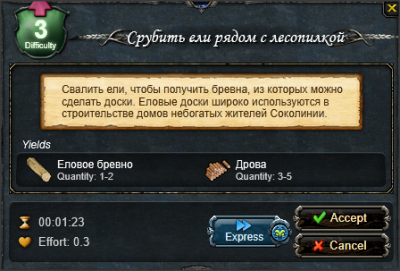 3
Difficulty
Срубить ели рядом с лесопилкой
Свалить ели, чтобы получить бревна, из которых можно
сделать доски. Еловые доски широко используются в
строительстве домов небогатых жителей Соколинии.
Yields
Еловое бревно
Quantity: 1-2
Дрова
Quantity: 3-5
00:01:23
Effort: 0.3
Express
Accept
Cancel